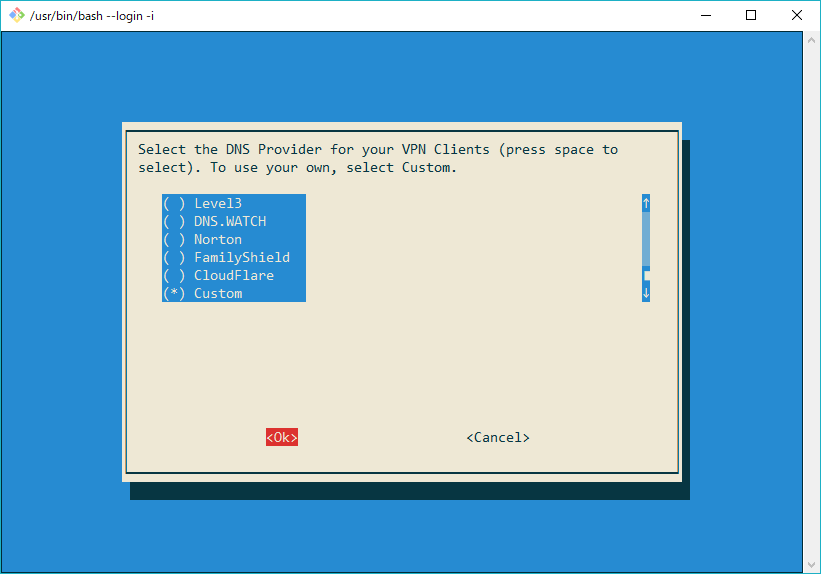 /usr/bin/bash --login -i
Select the DNS Provider for your VPN Clients (press space to
select). To use your own, select Custom.
( ) Level3
( ) DNS.WATCH
( ) Norton
( ) FamilyShield
( ) CloudFlare
(*) Custom
<Ok> <Cancel>